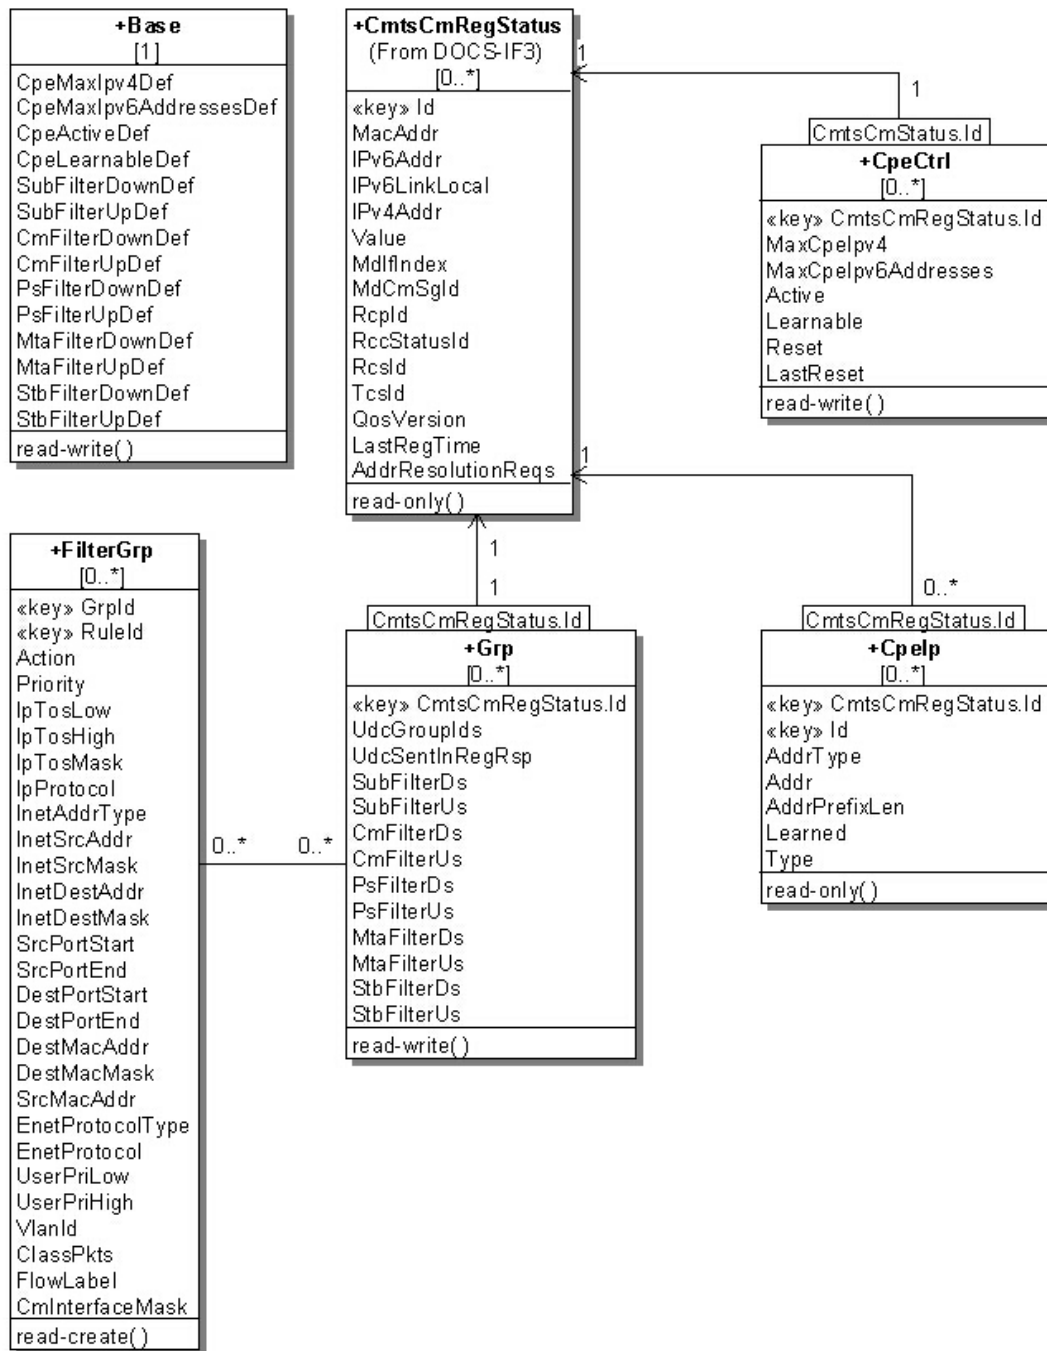 +Base
[1]
CpeMaxIpv4Def
CpeMaxIpv6AddressesDef
CpeActiveDef
CpeLearnableDef
SubFilterDownDef
SubFilterUpDef
CmFilterDownDef
CmFilterUpDef
PsFilterDownDef
PsFilterUpDef
MtaFilterDownDef
MtaFilterUpDef
StbFilterDownDef
StbFilterUpDef
read-write()
+CmtsCmRegStatus
(From DOCS-IF3)
[0..*]
«key» Id
MacAddr
IPv6Addr
IPv6LinkLocal
IPv4Addr
Value
MdIfIndex
MdCmSgId
RcpId
RccStatusId
RcsId
TcsId
QosVersion
LastRegTime
AddrResolutionReqs
read-only()
1
1
CmtsCmStatus.Id
+CpeCtrl
[0..*]
«key» CmtsCmRegStatus.Id
MaxCpeIpv4
MaxCpeIpv6Addresses
Active
Learnable
Reset
LastReset
read-write()
1
0..*
CmtsCmRegStatus.Id
+CpeIp
[0..*]
«key» CmtsCmRegStatus.Id
«key» Id
AddrType
Addr
AddrPrefixLen
Learned
Type
read-only()
1
1
CmtsCmRegStatus.Id
+Grp
[0..*]
«key» CmtsCmRegStatus.Id
UdcGroupIds
UdcSentInRegRsp
SubFilterDs
SubFilterUs
CmFilterDs
CmFilterUs
PsFilterDs
PsFilterUs
MtaFilterDs
MtaFilterUs
StbFilterDs
StbFilterUs
read-write()
0..* 0..*
+FilterGrp
[0..*]
«key» GrpId
«key» RuleId
Action
Priority
IpTosLow
IpTosHigh
IpTosMask
IpProtocol
InetAddrType
InetSrcAddr
InetSrcMask
InetDestAddr
InetDestMask
SrcPortStart
SrcPortEnd
DestPortStart
DestPortEnd
DestMacAddr
DestMacMask
SrcMacAddr
EnetProtocolType
EnetProtocol
UserPriLow
UserPriHigh
VlanId
ClassPkts
FlowLabel
CmInterfaceMask
read-create()